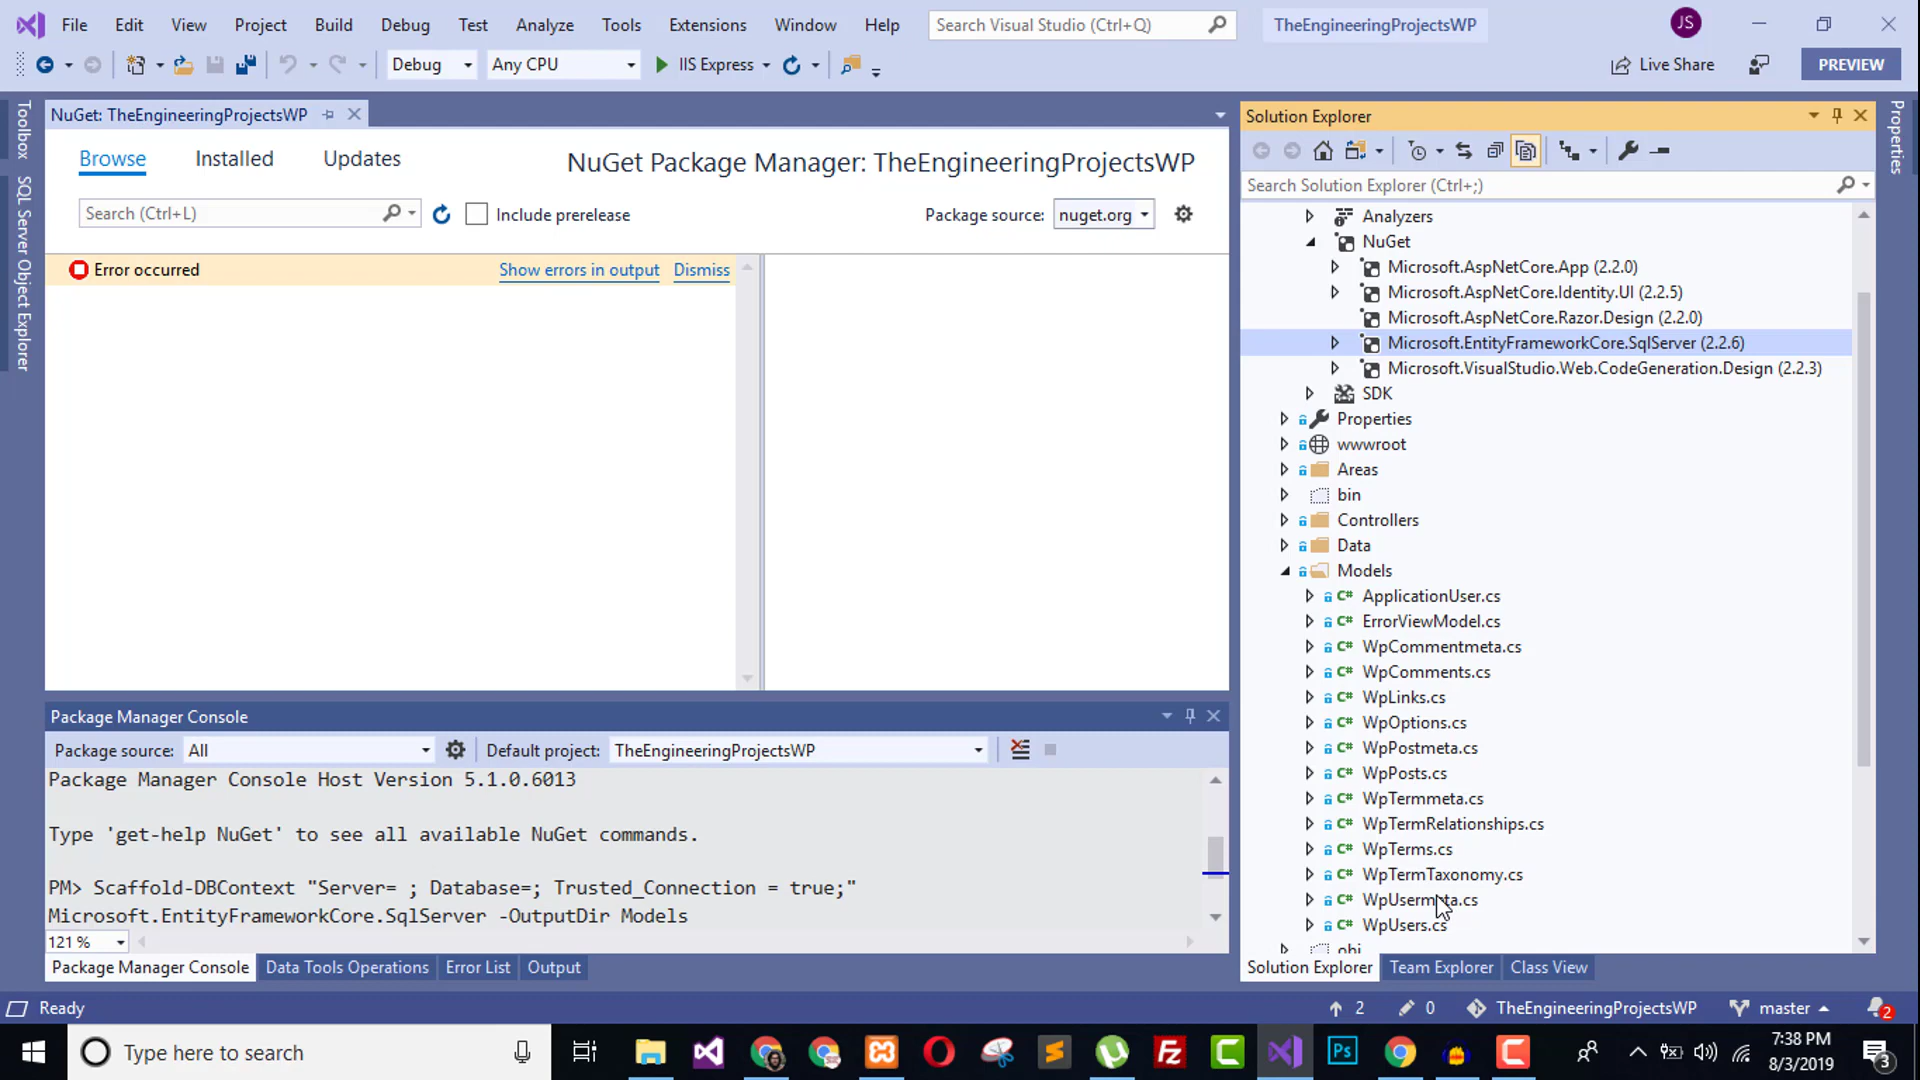 File Edit View Project Build Debug Test Analyze Tools Extensions Window Help Search Visual Studio (Ctrl+Q) TheEngineeringProjectsWP JS
Debug Any CPU IIS Express Live Share PREVIEW
Toolbox
SQL Server Object Explorer
NuGet: TheEngineeringProjectsWP
Browse Installed Updates NuGet Package Manager: TheEngineeringProjectsWP
Search (Ctrl+L) Include prerelease Package source: nuget.org
Error occurred Show errors in output Dismiss
Package Manager Console
Package source: All Default project: TheEngineeringProjectsWP
Package Manager Console Host Version 5.1.0.6013
Type 'get-help NuGet' to see all available NuGet commands.
PM> Scaffold-DBContext "Server= ; Database=; Trusted_Connection = true;"
Microsoft.EntityFrameworkCore.SqlServer -OutputDir Models
121 %
Package Manager Console Data Tools Operations Error List Output
Solution Explorer
Search Solution Explorer (Ctrl+;)
Analyzers
NuGet
Microsoft.AspNetCore.App (2.2.0)
Microsoft.AspNetCore.Identity.UI (2.2.5)
Microsoft.AspNetCore.Razor.Design (2.2.0)
Microsoft.EntityFrameworkCore.SqlServer (2.2.6)
Microsoft.VisualStudio.Web.CodeGeneration.Design (2.2.3)
SDK
Properties
wwwroot
Areas
bin
Controllers
Data
Models
C# ApplicationUser.cs
C# ErrorViewModel.cs
C# WpCommentmeta.cs
C# WpComments.cs
C# WpLinks.cs
C# WpOptions.cs
C# WpPostmeta.cs
C# WpPosts.cs
C# WpTermmeta.cs
C# WpTermRelationships.cs
C# WpTerms.cs
C# WpTermTaxonomy.cs
C# WpUsermeta.cs
C# WpUsers.cs
obj
Solution Explorer Team Explorer Class View
Properties
Ready 2 0 TheEngineeringProjectsWP master 2
Type here to search Fz C Ps C 7:38 PM
8/3/2019 3